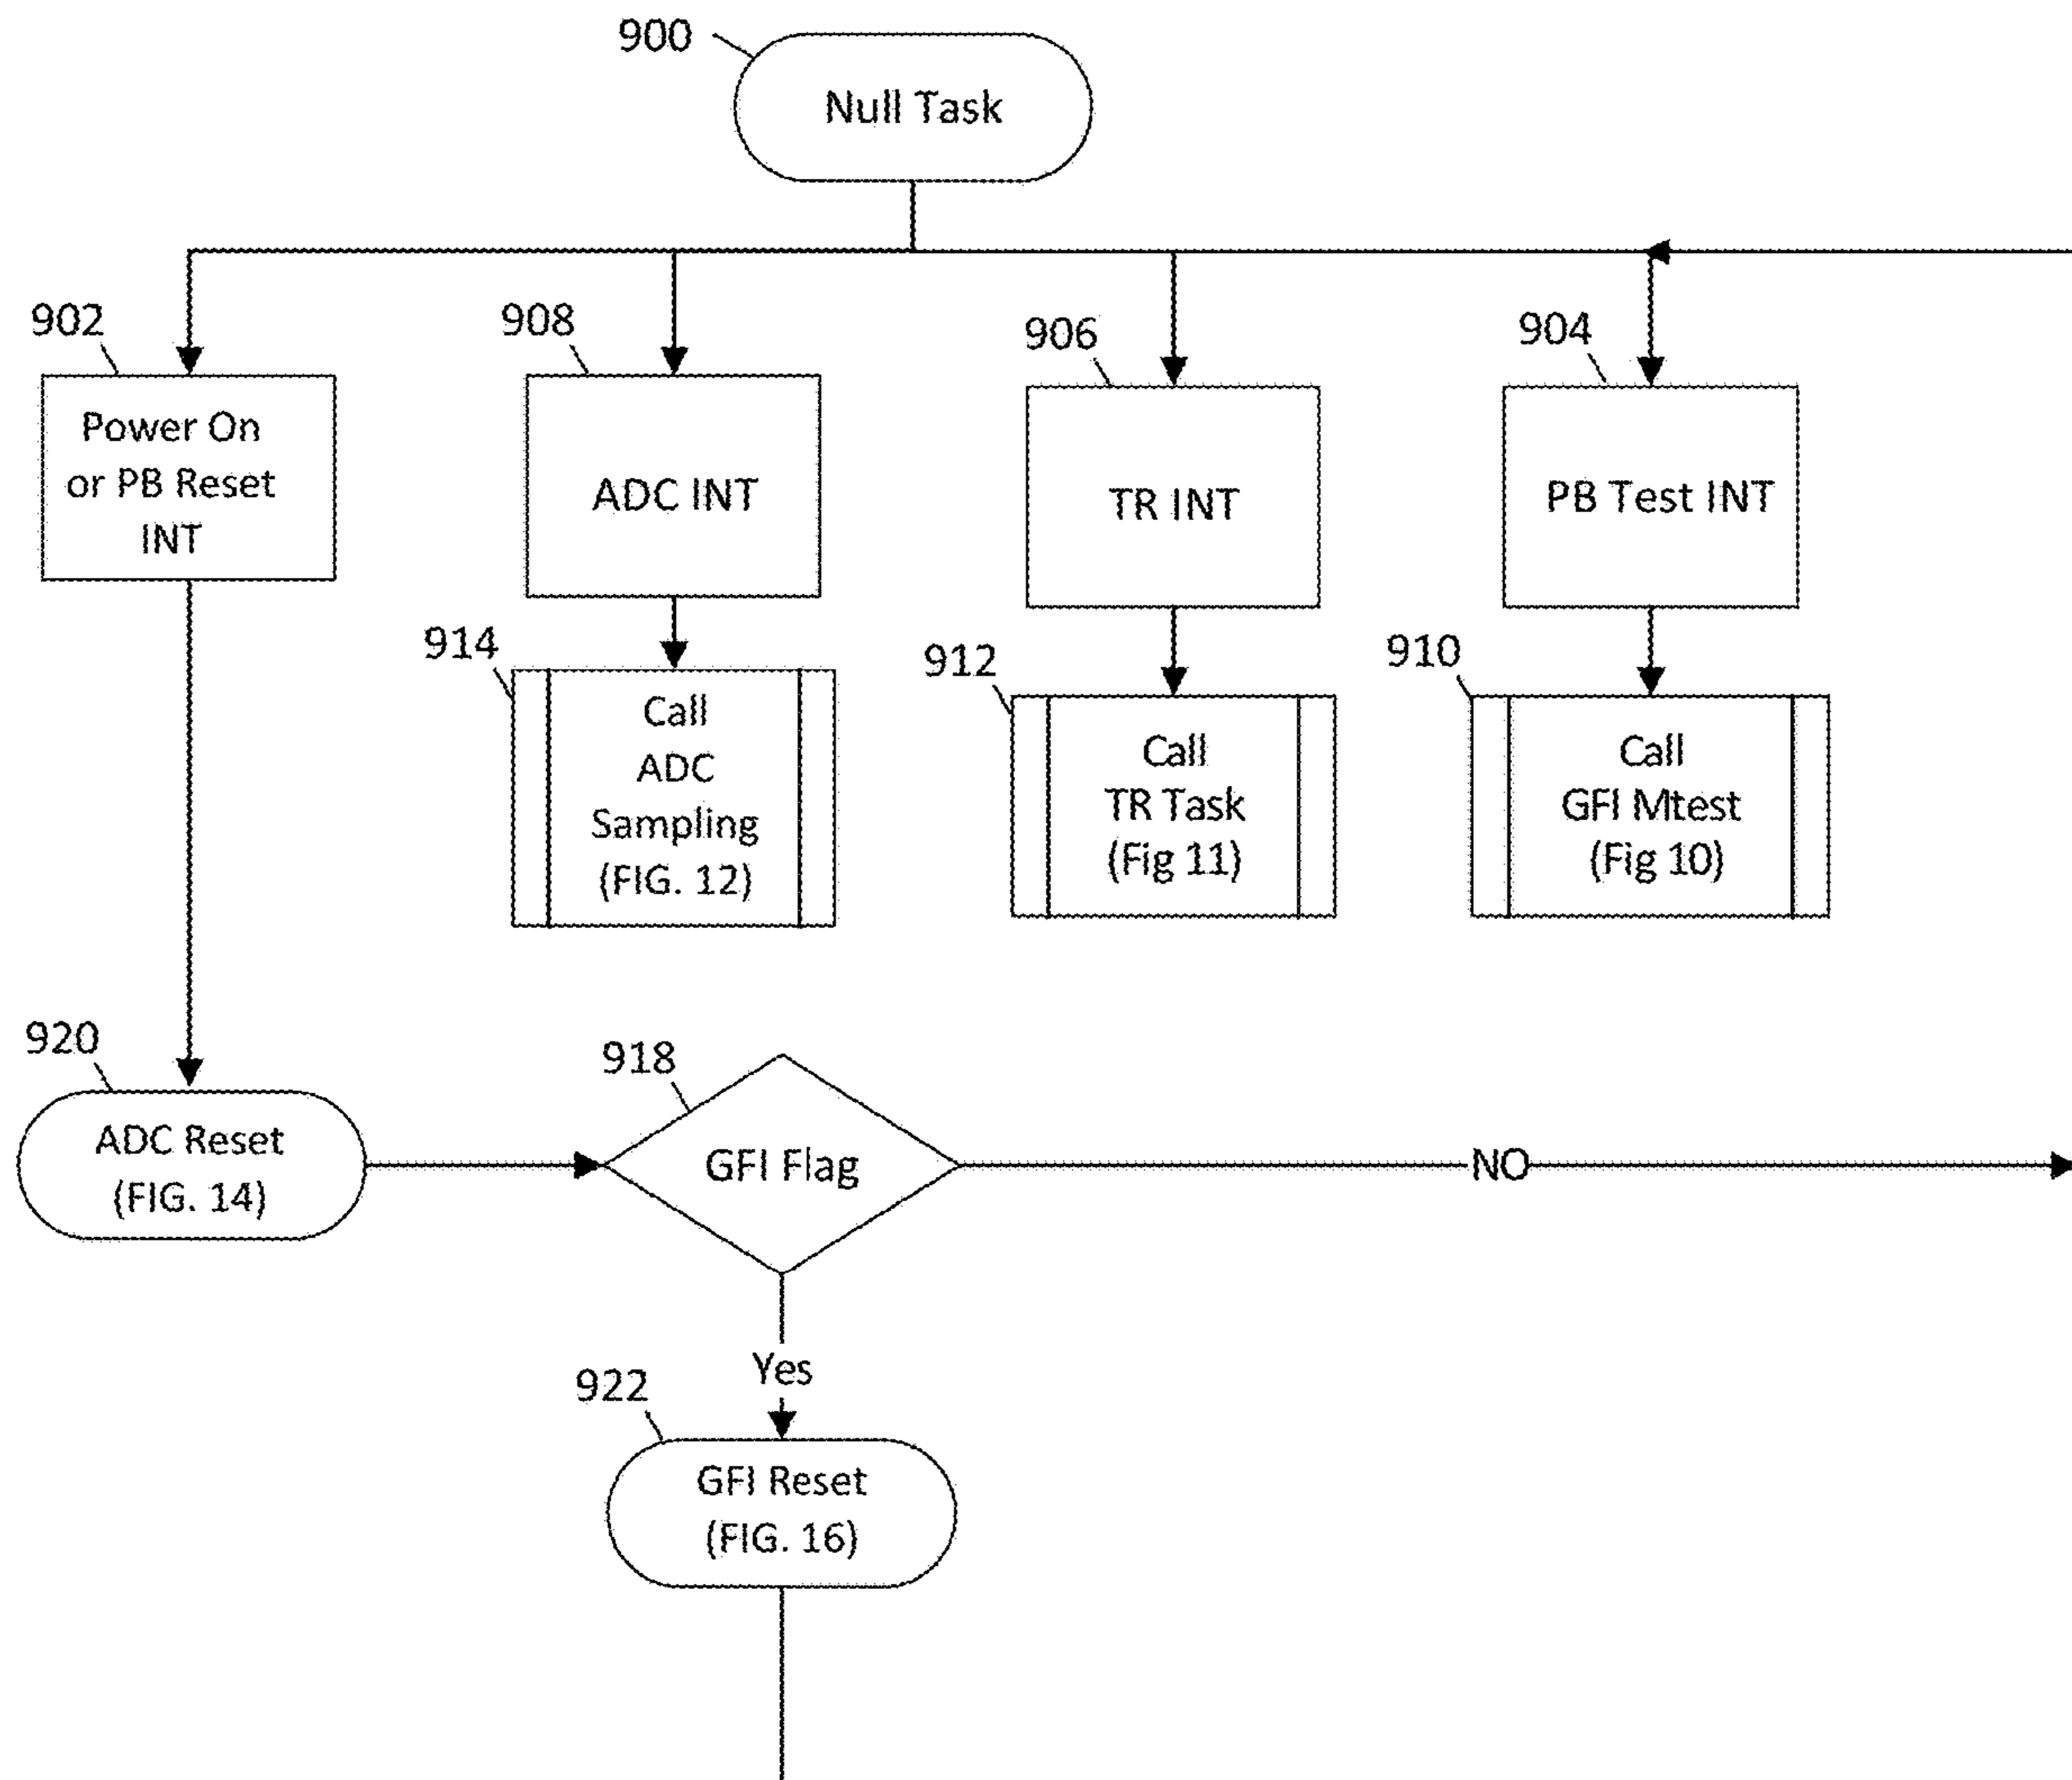 900
Null Task
902
Power On
or PB Reset
INT
908
ADC INT
906
TR INT
904
PB Test INT
914
Call
ADC
Sampling
(FIG. 12)
912
Call
TR Task
(Fig 11)
910
Call
GFI Mtest
(Fig 10)
920
ADC Reset
(FIG. 14)
918
GFI Flag
NO
Yes
922
GFI Reset
(FIG. 16)